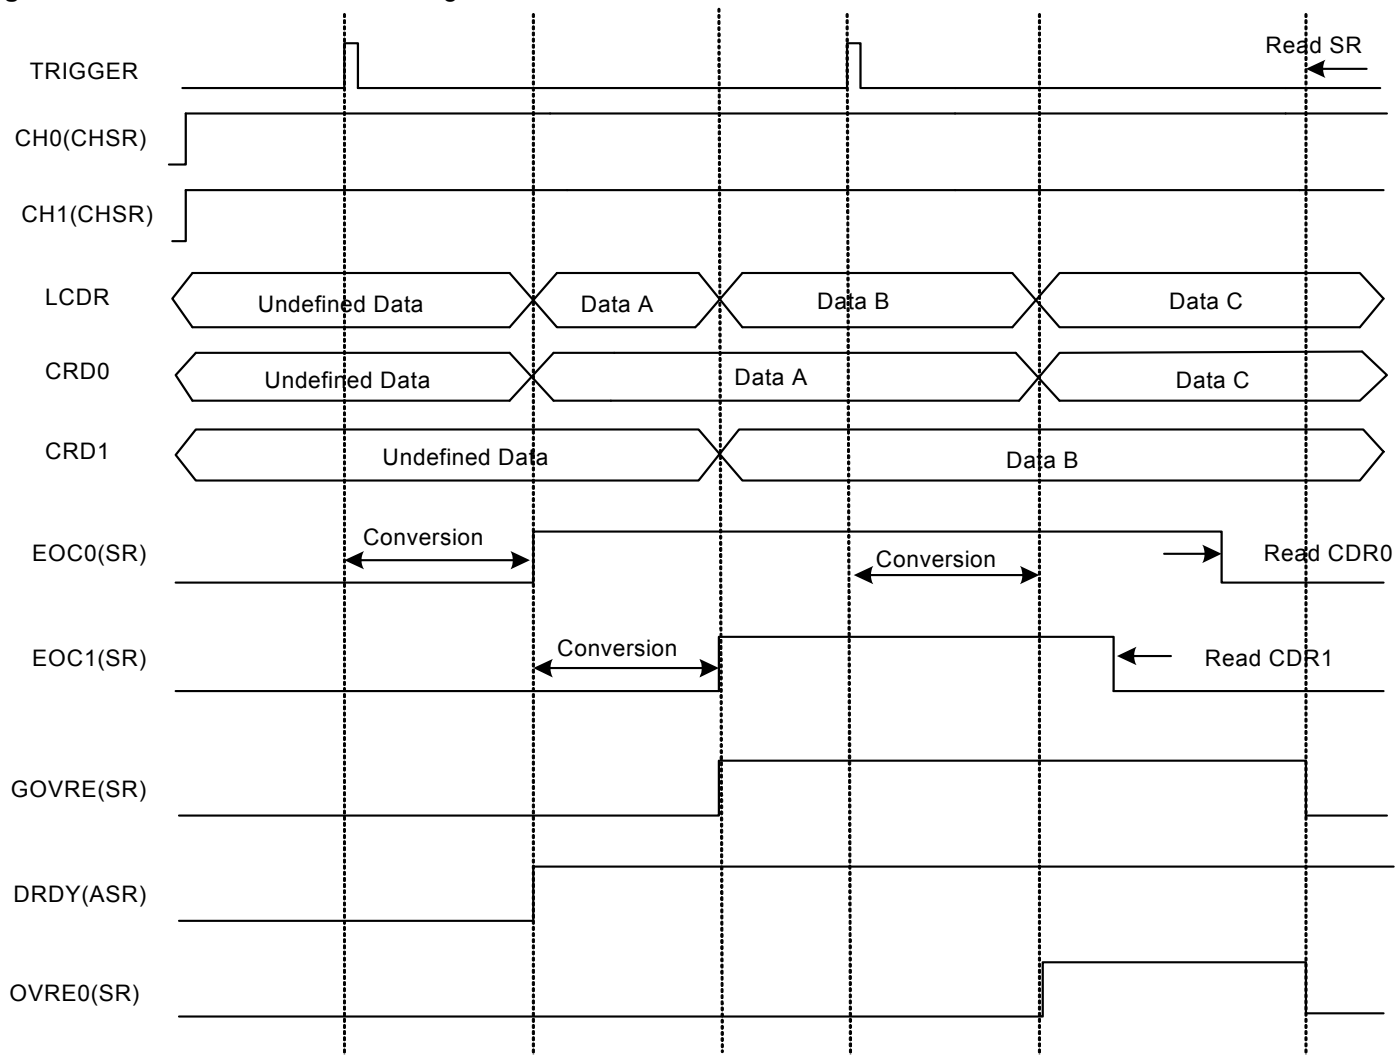 Read SR
TRIGGER
CH0(CHSR)
CH1(CHSR)
LCDR
Undefined Data
Data A
Data B
Data C
CRD0
Undefined Data
Data A
Data C
CRD1
Undefined Data
Data B
EOC0(SR)
Conversion
Conversion
Read CDR0
EOC1(SR)
Conversion
Read CDR1
GOVRE(SR)
DRDY(ASR)
OVRE0(SR)